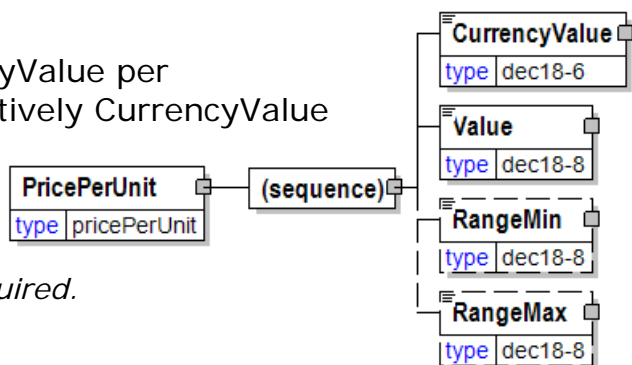 yValue per
tively CurrencyValue
uired.
PricePerUnit
type pricePerUnit
(sequence)
CurrencyValue
type dec18-6
Value
type dec18-8
RangeMin
type dec18-8
RangeMax
type dec18-8